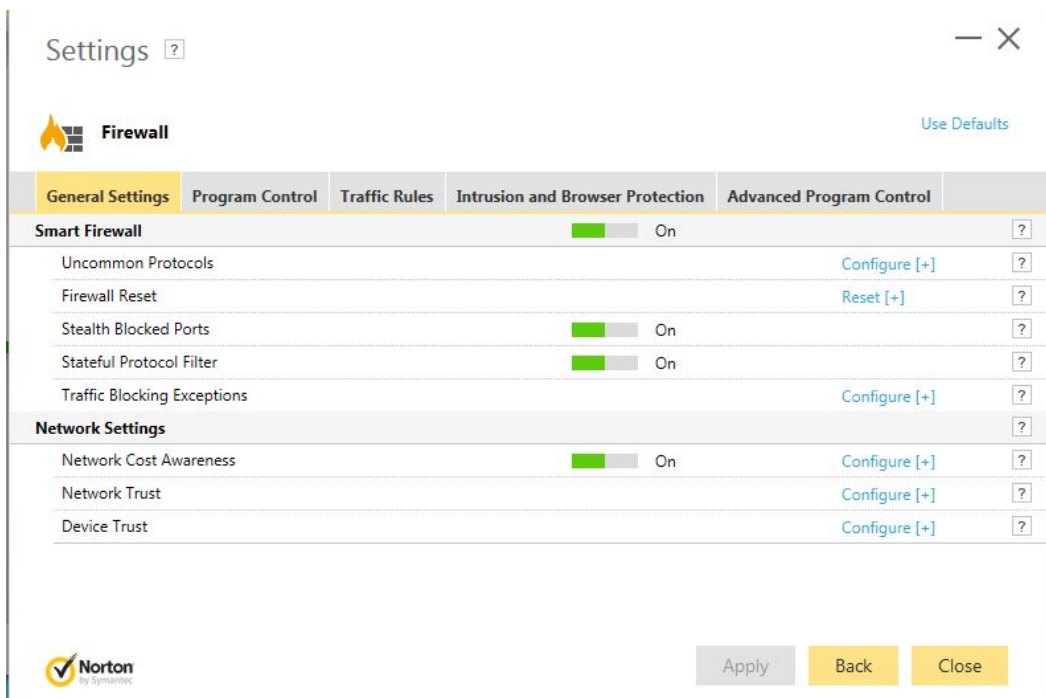 Settings ?
Firewall
Use Defaults
General Settings Program Control Traffic Rules Intrusion and Browser Protection Advanced Program Control
Smart Firewall On ?
Uncommon Protocols Configure [+] ?
Firewall Reset Reset [+] ?
Stealth Blocked Ports On ?
Stateful Protocol Filter On ?
Traffic Blocking Exceptions Configure [+] ?
Network Settings ?
Network Cost Awareness On Configure [+] ?
Network Trust Configure [+] ?
Device Trust Configure [+] ?
Norton
by Symantec
Apply Back Close